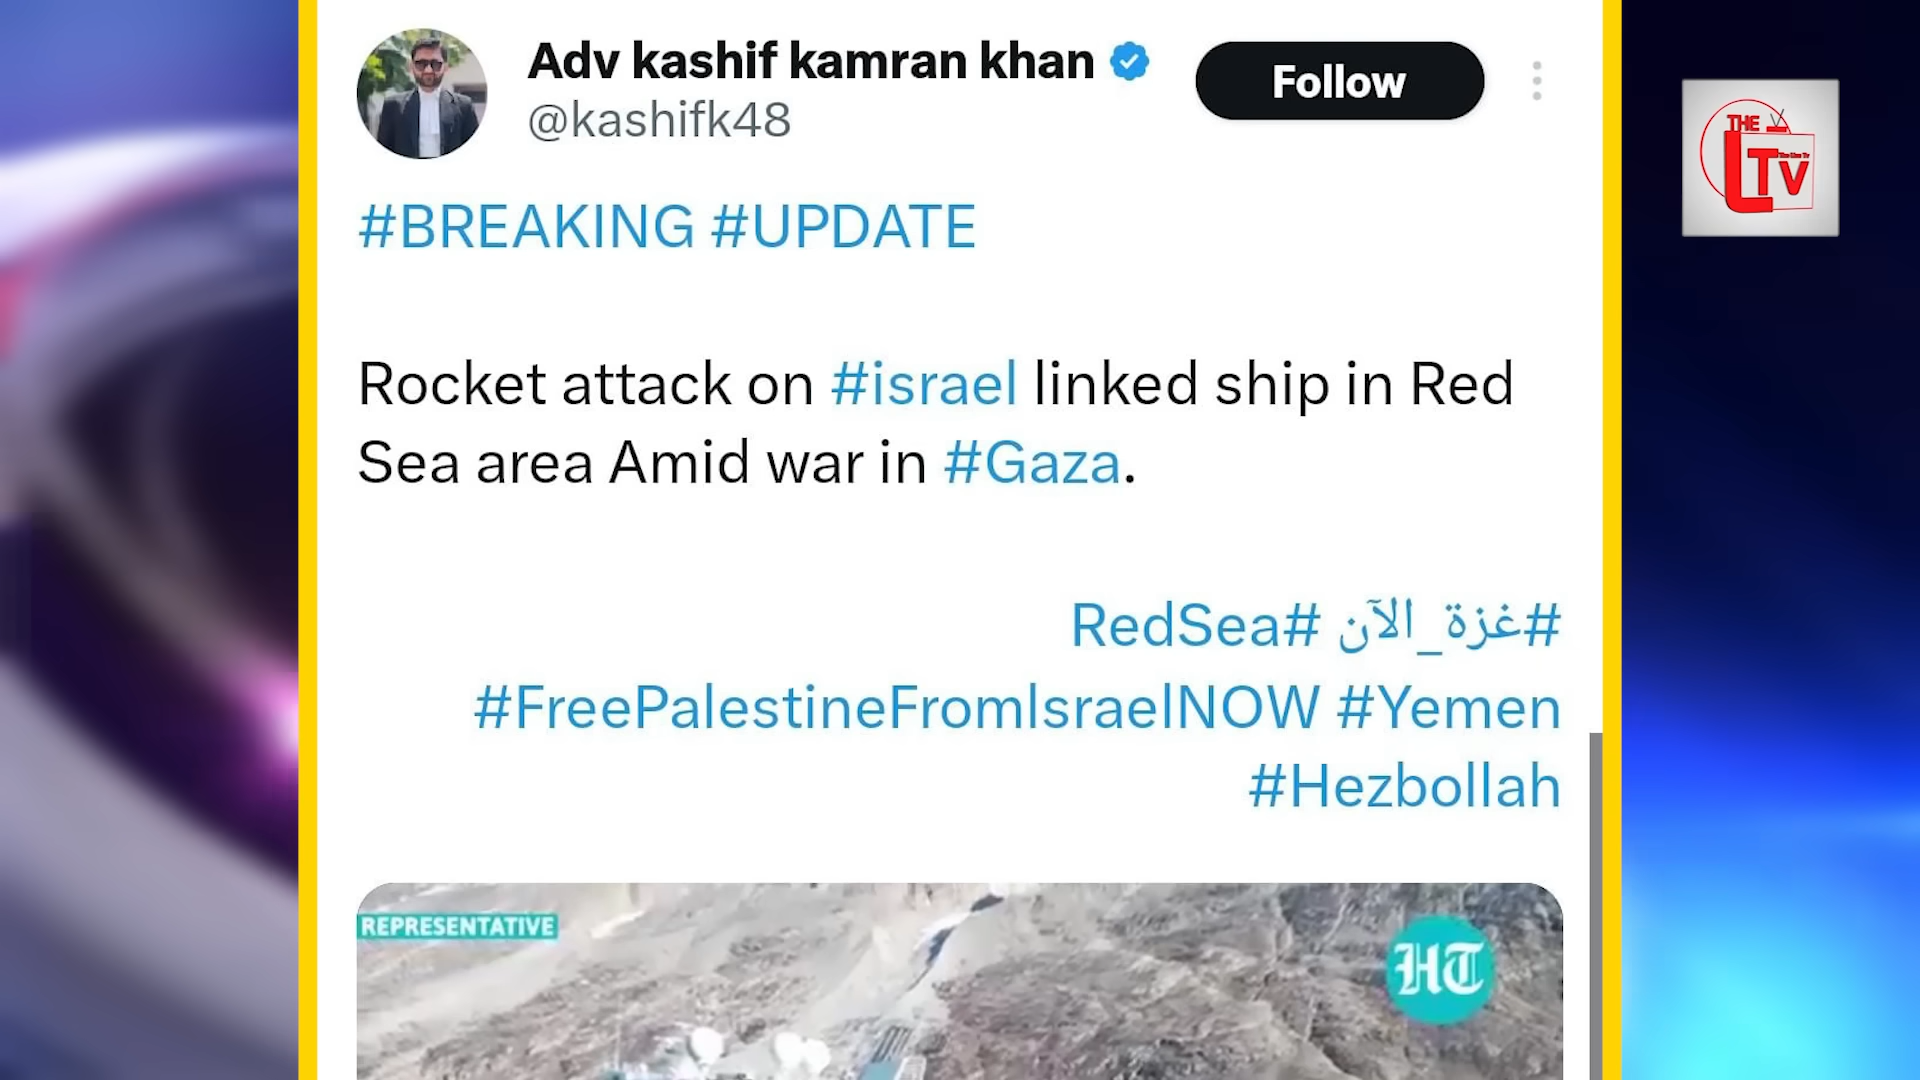 Adv kashif kamran khan
Follow
@kashifk48
THE
LTV
#BREAKING #UPDATE
Rocket attack on #israel linked ship in Red
Sea area Amid war in #Gaza.
#غزة_الآن #RedSea
#FreePalestineFromIsraelNOW #Yemen
#Hezbollah
REPRESENTATIVE
HT